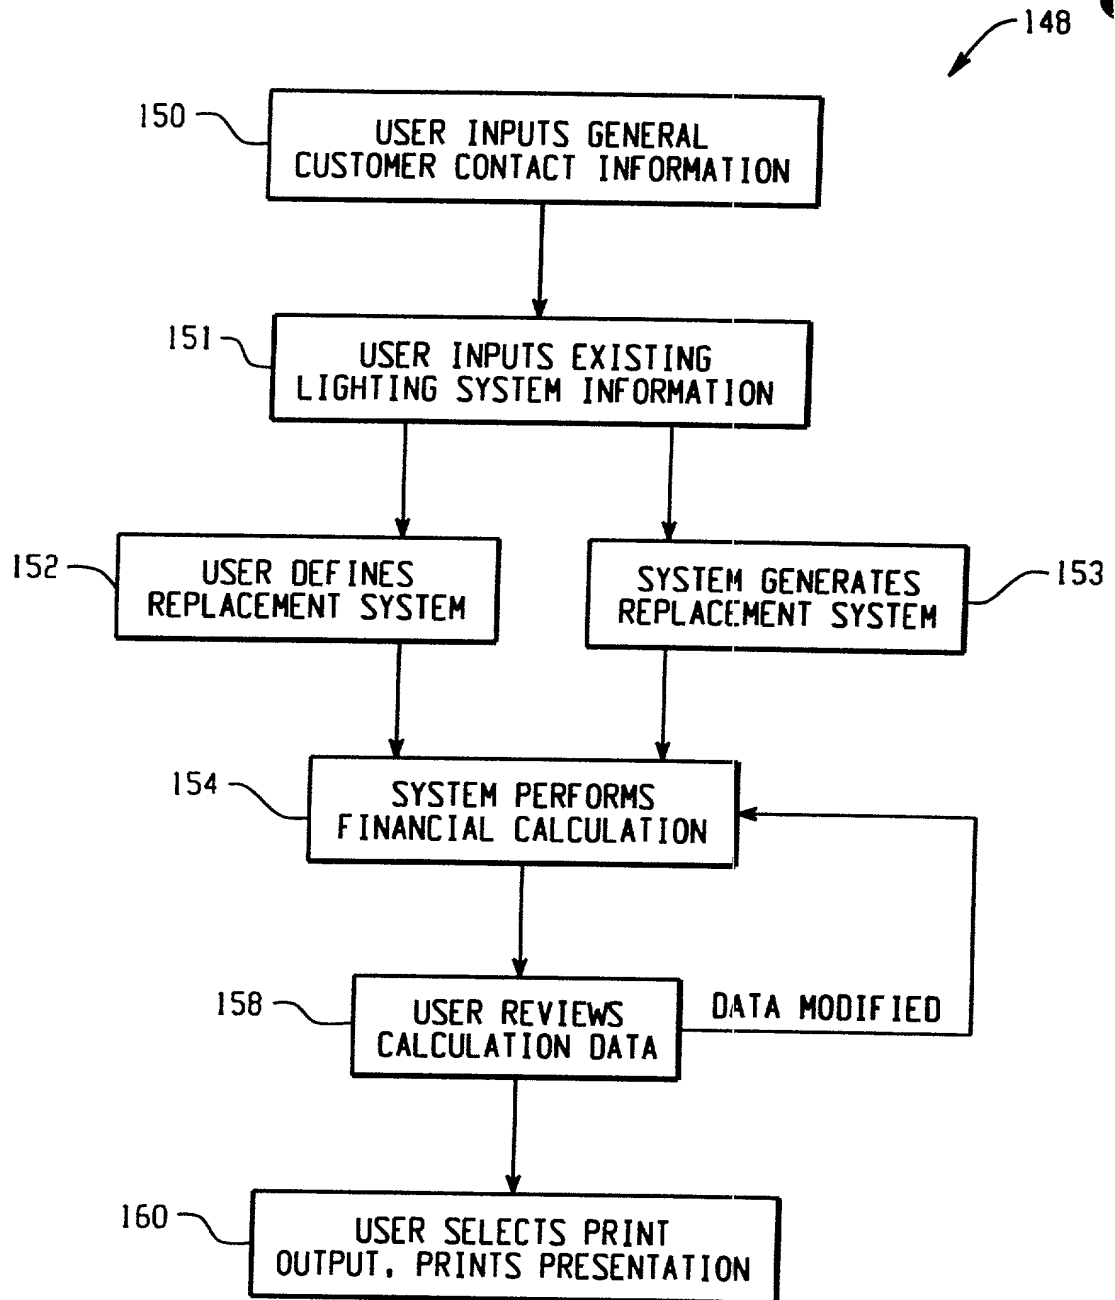 148
150
USER INPUTS GENERAL
CUSTOMER CONTACT INFORMATION
151
USER INPUTS EXISTING
LIGHTING SYSTEM INFORMATION
152
USER DEFINES
REPLACEMENT SYSTEM
SYSTEM GENERATES
REPLACEMENT SYSTEM
153
154
SYSTEM PERFORMS
FINANCIAL CALCULATION
158
USER REVIEWS
CALCULATION DATA
DATA MODIFIED
160
USER SELECTS PRINT
OUTPUT, PRINTS PRESENTATION